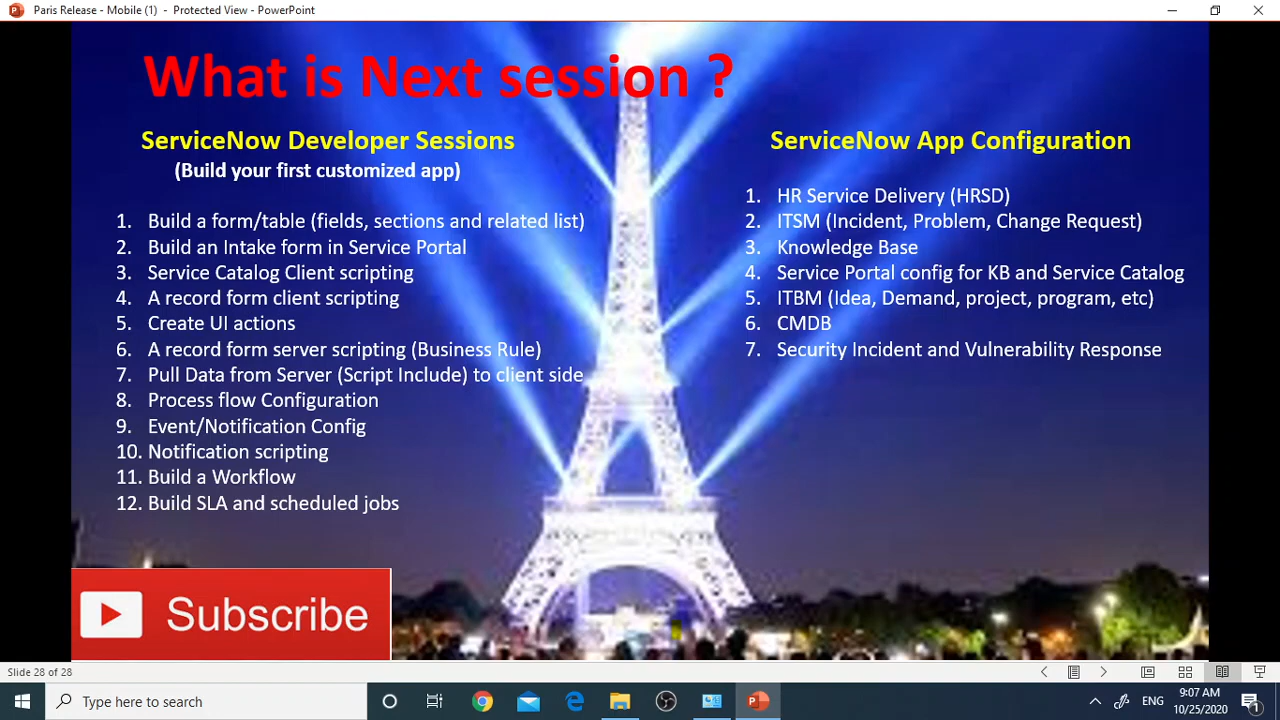 Paris Release - Mobile (1) - Protected View - PowerPoint
What is Next session ?
ServiceNow Developer Sessions
(Build your first customized app)
1. Build a form/table (fields, sections and related list)
2. Build an Intake form in Service Portal
3. Service Catalog Client scripting
4. A record form client scripting
5. Create UI actions
6. A record form server scripting (Business Rule)
7. Pull Data from Server (Script Include) to client side
8. Process flow Configuration
9. Event/Notification Config
10. Notification scripting
11. Build a Workflow
12. Build SLA and scheduled jobs
ServiceNow App Configuration
1. HR Service Delivery (HRSD)
2. ITSM (Incident, Problem, Change Request)
3. Knowledge Base
4. Service Portal config for KB and Service Catalog
5. ITBM (Idea, Demand, project, program, etc)
6. CMDB
7. Security Incident and Vulnerability Response
Subscribe
Slide 28 of 28
Type here to search
ENG
9:07 AM
10/25/2020
1